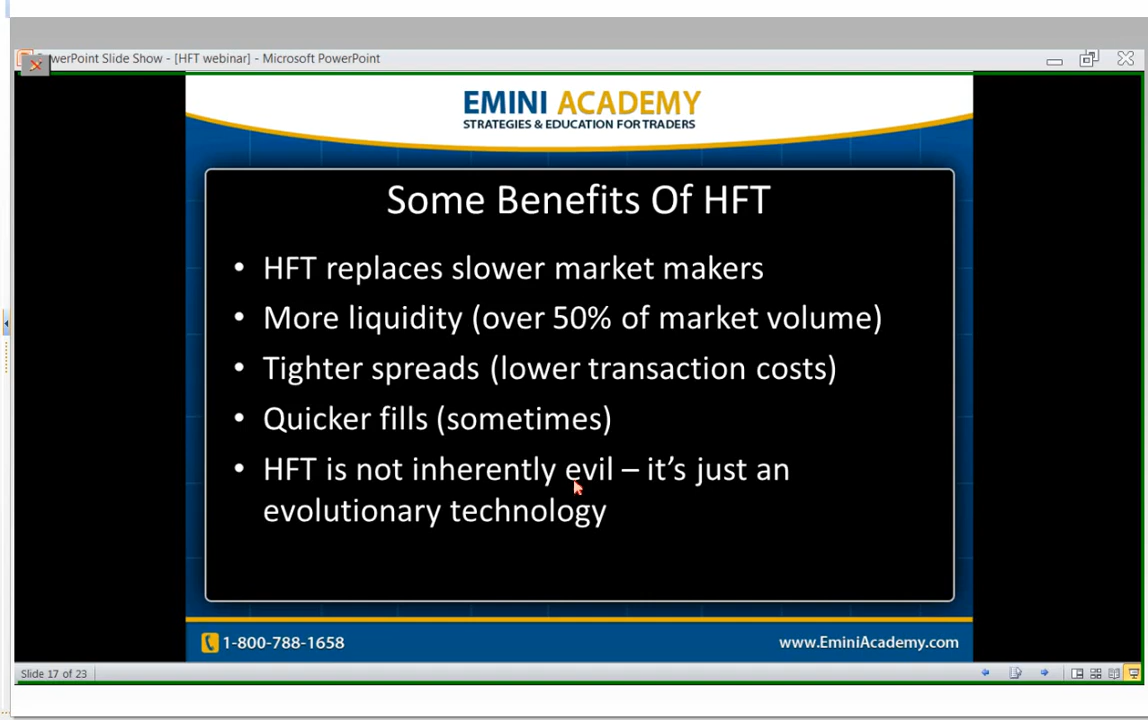 PowerPoint Slide Show - [HFT webinar] - Microsoft PowerPoint
EMINI ACADEMY
STRATEGIES & EDUCATION FOR TRADERS
Some Benefits Of HFT
• HFT replaces slower market makers
• More liquidity (over 50% of market volume)
• Tighter spreads (lower transaction costs)
• Quicker fills (sometimes)
• HFT is not inherently evil – it’s just an
evolutionary technology
1-800-788-1658
www.EminiAcademy.com
Slide 17 of 23